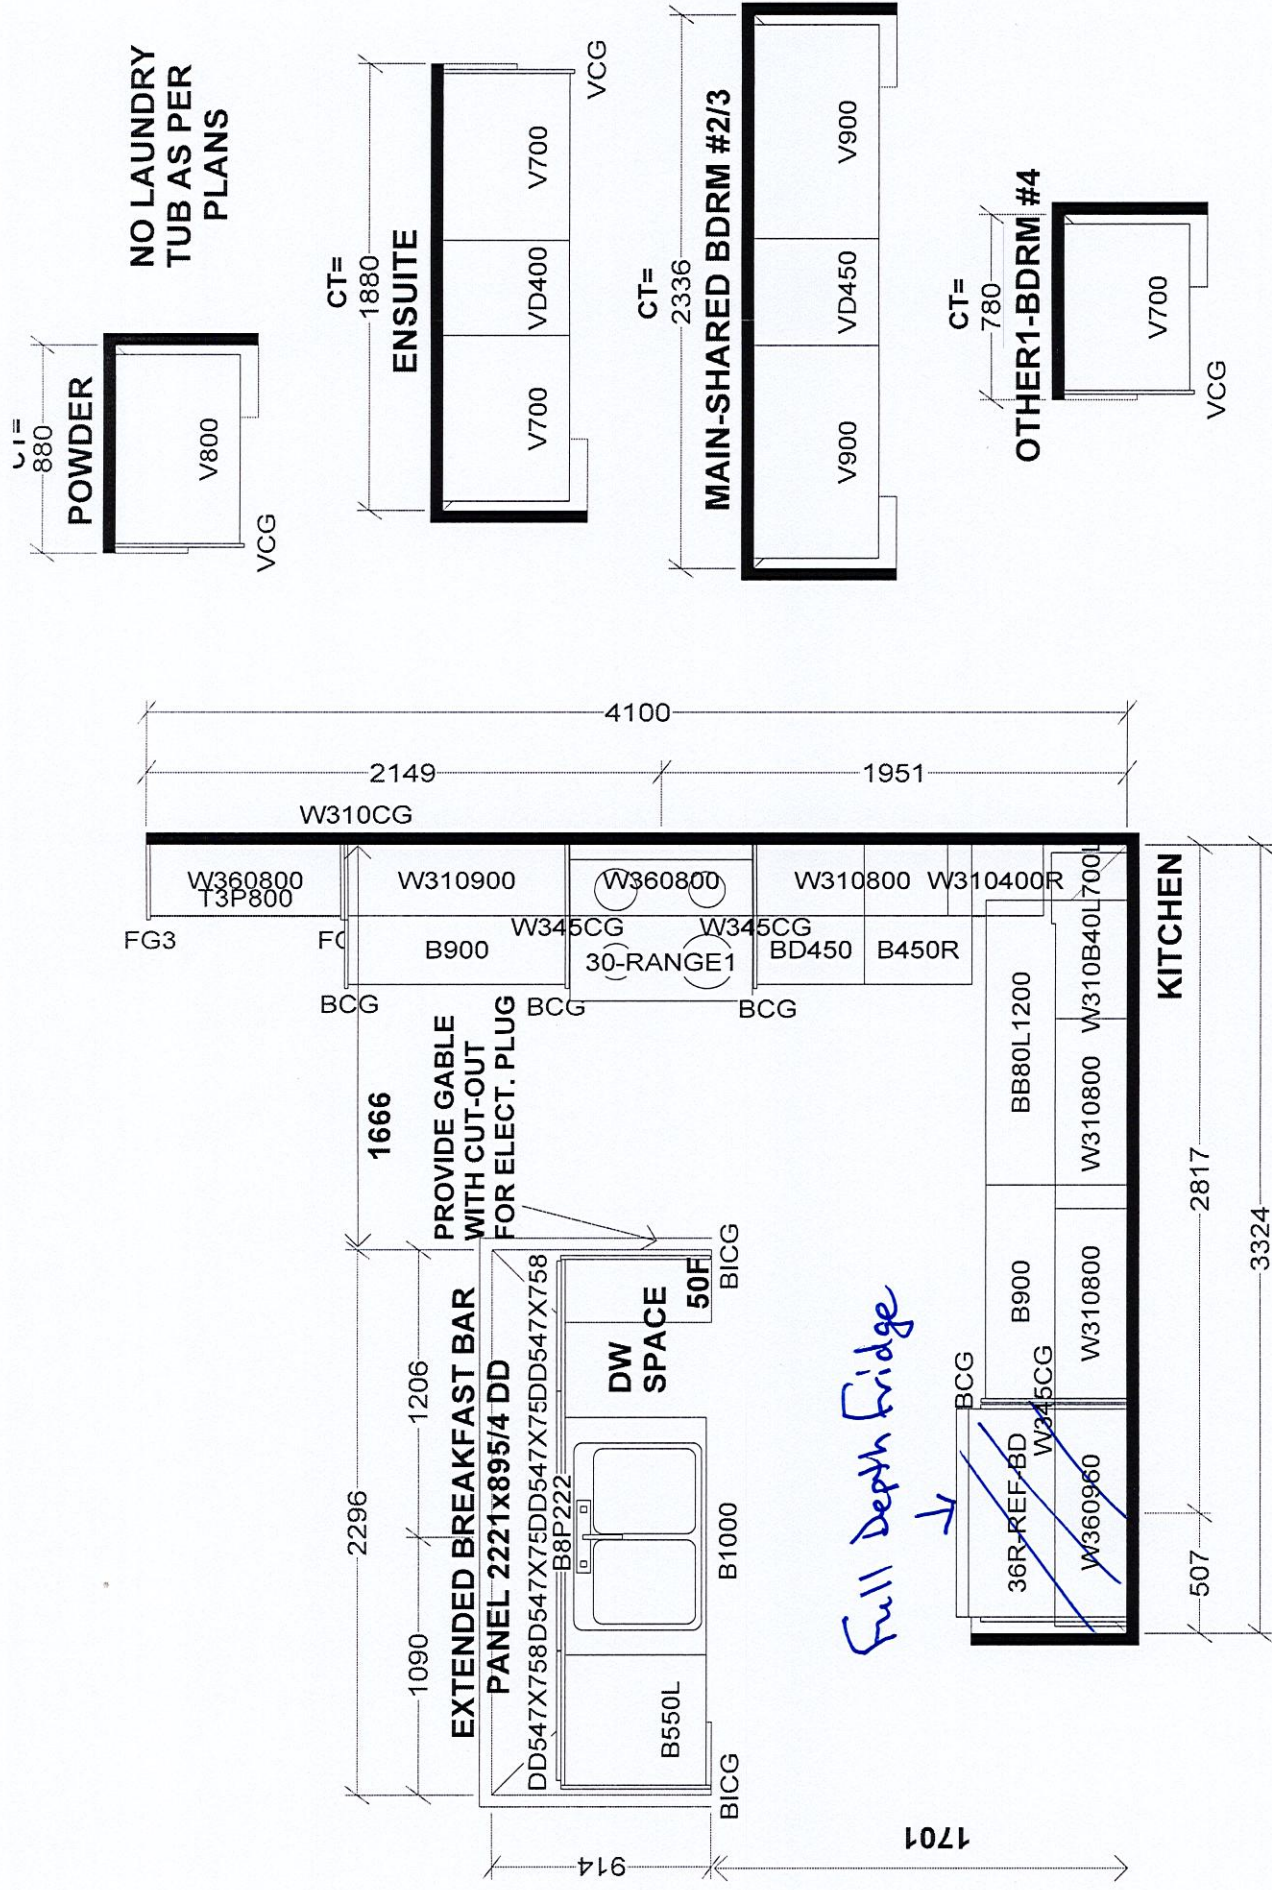 CT=
880
POWDER
V800
VCG
NO LAUNDRY
TUB AS PER
PLANS
CT=
1880
ENSUITE
V700
VD400
V700
VCG
CT=
2336
MAIN-SHARED BDRM #2/3
V900
VD450
V900
CT=
780
OTHER1-BDRM #4
V700
VCG
4100
2149
1951
W310CG
W360800
T3P800
W310900
W360800
W310800
W310400R
FG3
W345CG
W345CG
B900
30-RANGE1
BD450
B450R
BCG
BCG
BCG
1666
PROVIDE GABLE
WITH CUT-OUT
FOR ELECT. PLUG
W310B40L700L
BB80L1200
W310800
B900
W310800
BCG
W345CG
36R-REF-BD
W360960
KITCHEN
2817
507
3324
2296
1206
1090
EXTENDED BREAKFAST BAR
PANEL 2221x895/4 DD
DD547X758D547X75DD547X75DD547X758
B8P222
DW
SPACE
50F
B550L
B1000
BICG
BICG
914
1701
Full Depth Fridge